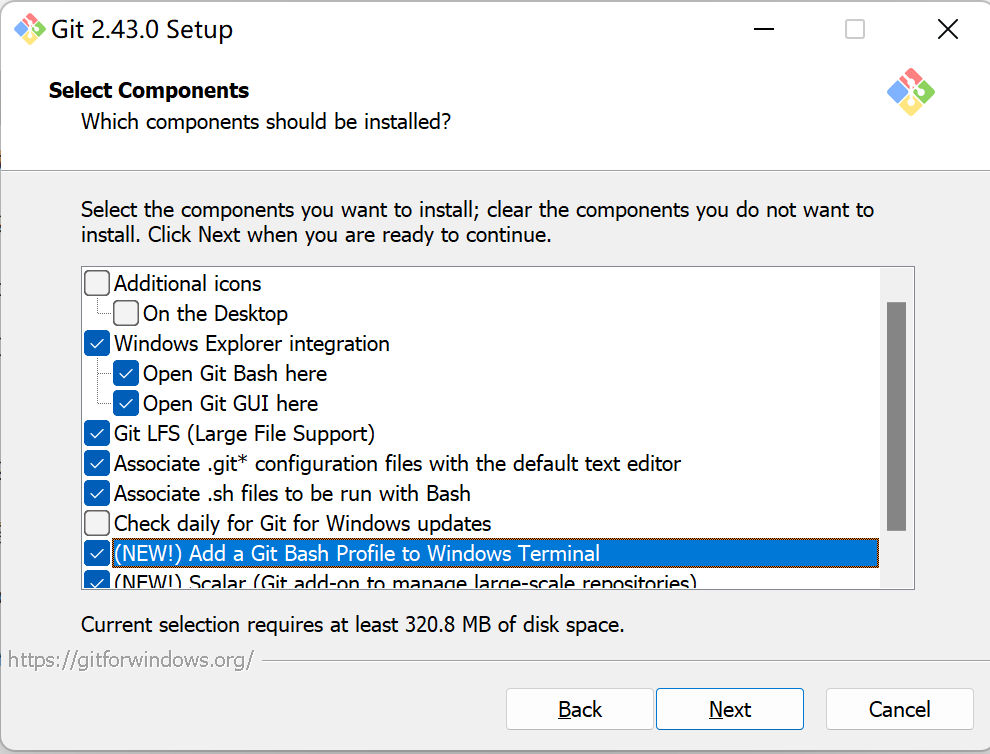 Git 2.43.0 Setup
Select Components
Which components should be installed?
Select the components you want to install; clear the components you do not want to
install. Click Next when you are ready to continue.
Additional icons
On the Desktop
Windows Explorer integration
Open Git Bash here
Open Git GUI here
Git LFS (Large File Support)
Associate .git* configuration files with the default text editor
Associate .sh files to be run with Bash
Check daily for Git for Windows updates
(NEW!) Add a Git Bash Profile to Windows Terminal
(NEW!) Scalar (Git add-on to manage large-scale repositories)
Current selection requires at least 320.8 MB of disk space.
https://gitforwindows.org/
Back Next Cancel